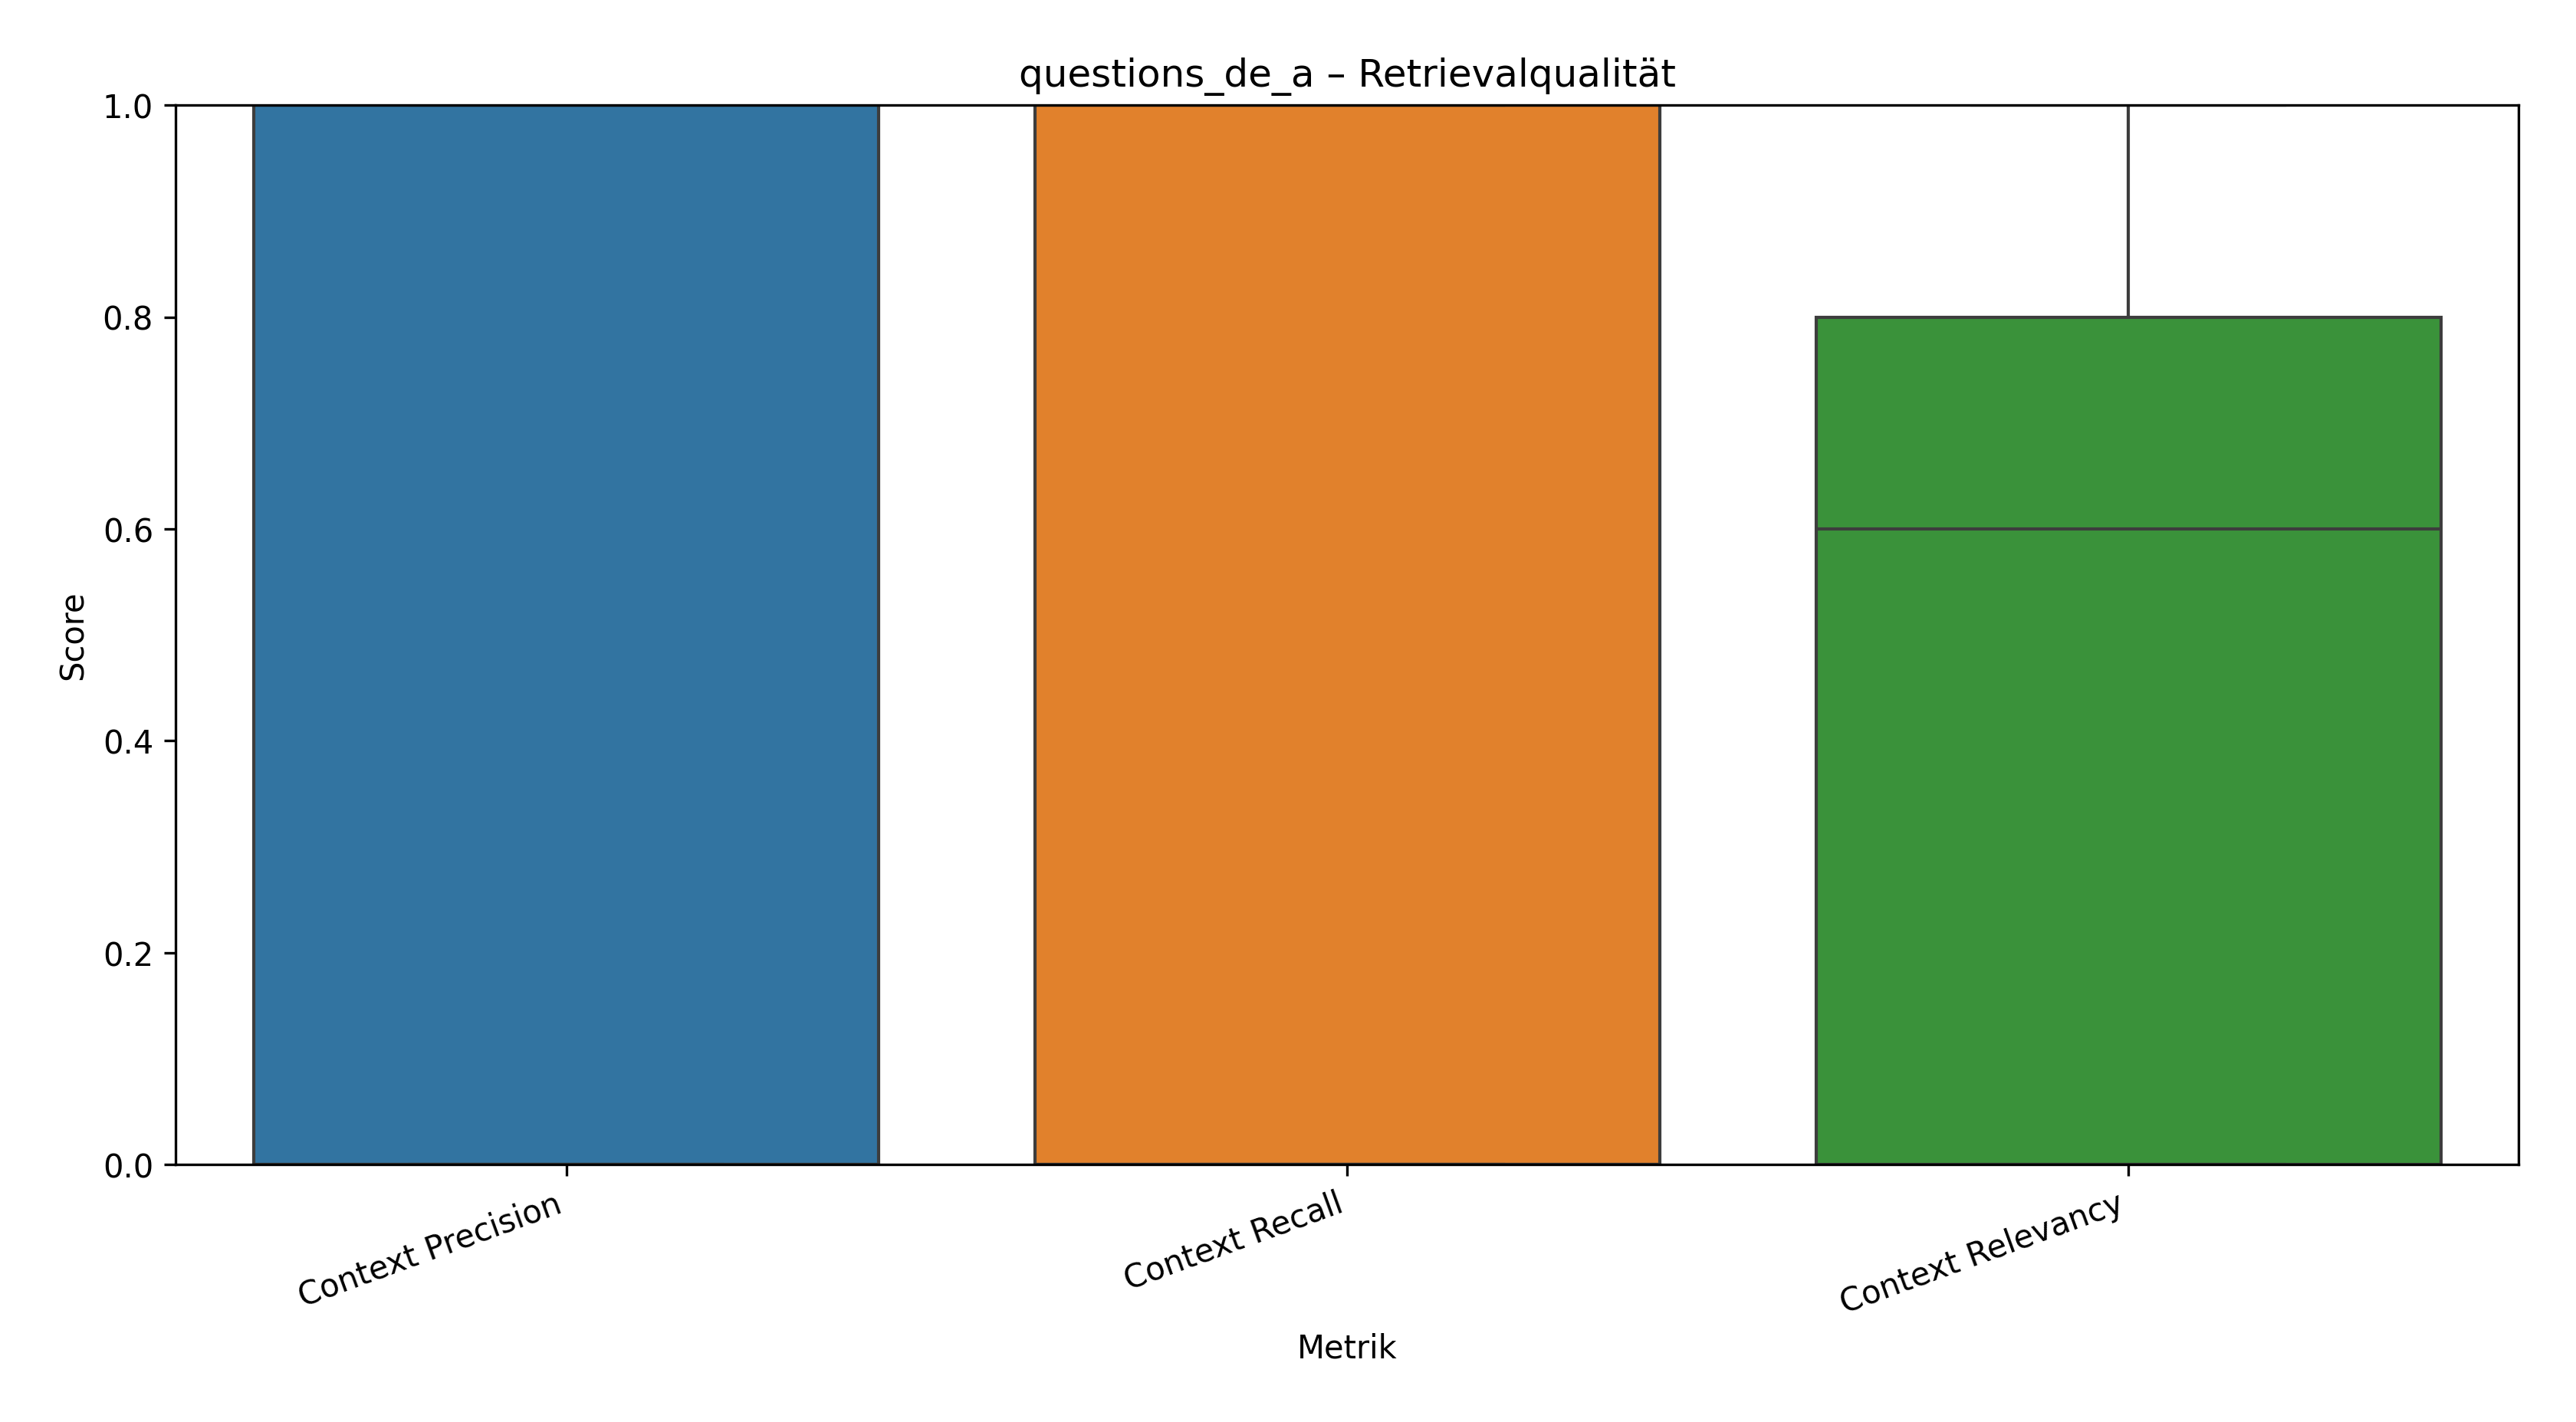 questions_de_a – Retrievalqualität
1.0
0.8
0.6
0.4
0.2
0.0
Score
Context Precision
Context Recall
Context Relevancy
Metrik